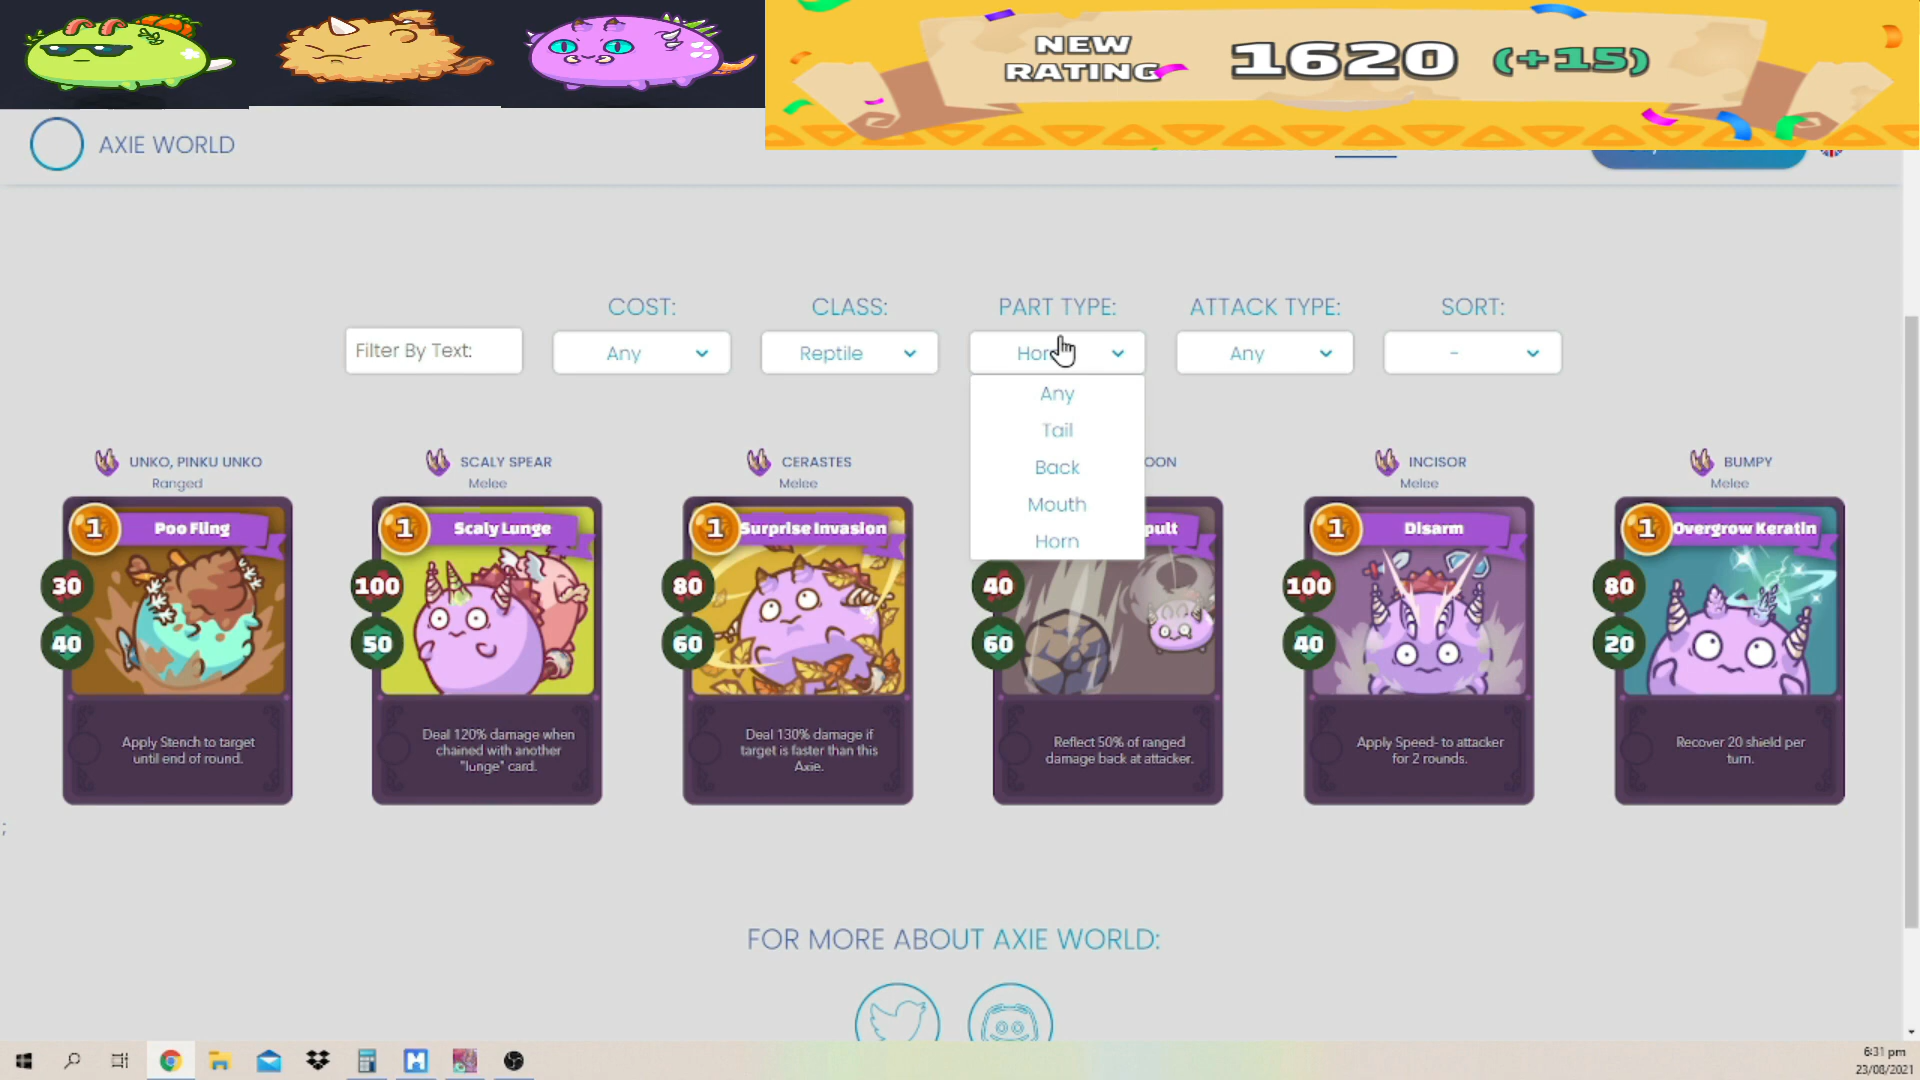 NEW
RATING
1620
(+15)
AXIE WORLD
COST:
CLASS:
PART TYPE:
ATTACK TYPE:
SORT:
Filter By Text:
Any
Reptile
Any
-
Any
Tail
Back
Mouth
Horn
UNKO, PINKU UNKO
Ranged
SCALY SPEAR
Melee
CERASTES
Melee
INCISOR
Melee
BUMPY
Melee
1
Poo Fling
30
40
Apply Stench to target
until end of round.
1
Scaly Lunge
100
50
Deal 120% damage when
chained with another
"lunge" card.
1
Surprise Invasion
80
60
Deal 130% damage if
target is faster than this
Axie.
40
60
Reflect 50% of ranged
damage back at attacker.
1
Disarm
100
40
Apply Speed- to attacker
for 2 rounds.
1
Overgrow Keratin
80
20
Recover 20 shield per
turn.
;
FOR MORE ABOUT AXIE WORLD:
6:31 pm
23/08/2021